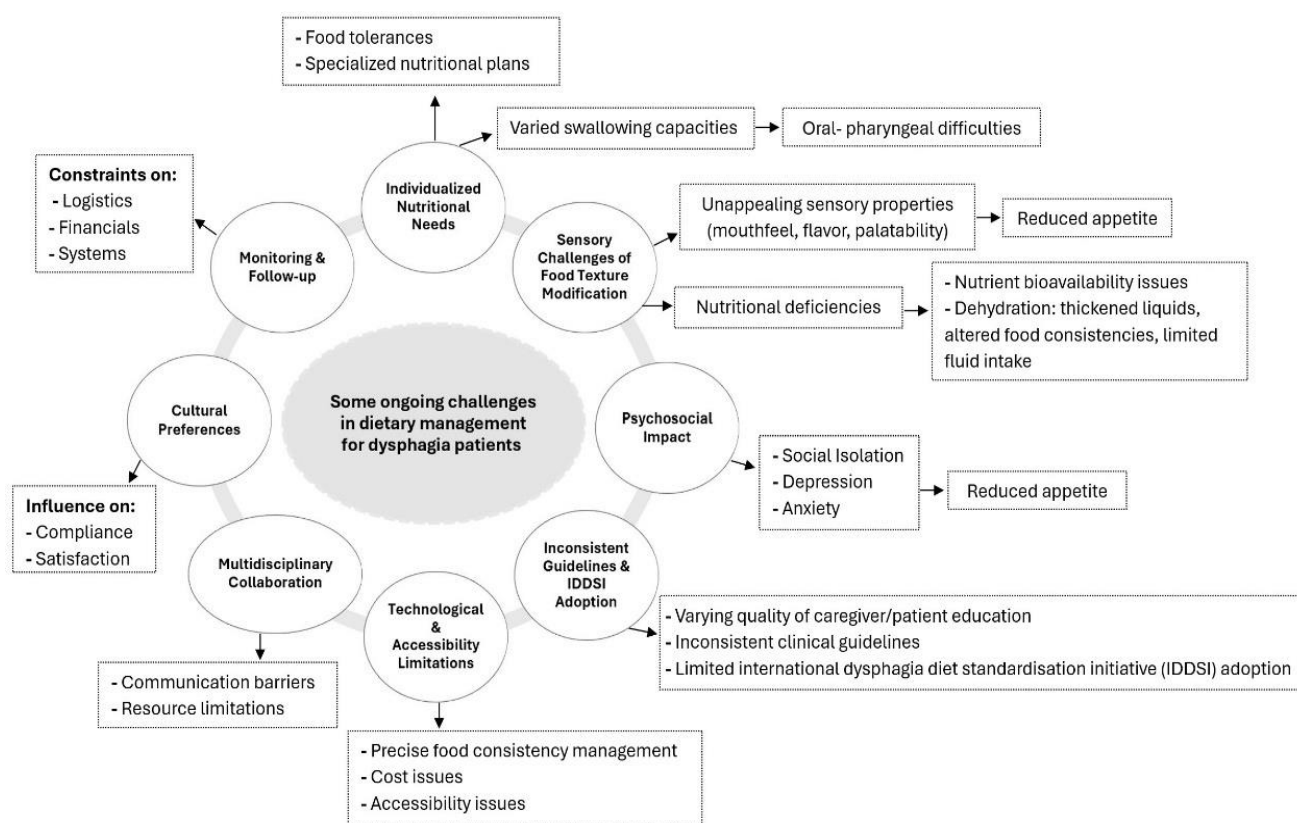 - Food tolerances
- Specialized nutritional plans
Varied swallowing capacities
Oral- pharyngeal difficulties
Individualized
Nutritional
Needs
Constraints on:
- Logistics
- Financials
- Systems
Monitoring &
Follow-up
Sensory
Challenges of
Food Texture
Modification
Unappealing sensory properties
(mouthfeel, flavor, palatability)
Reduced appetite
Nutritional deficiencies
- Nutrient bioavailability issues
- Dehydration: thickened liquids,
altered food consistencies, limited
fluid intake
Some ongoing challenges
in dietary management
for dysphagia patients
Cultural
Preferences
Psychosocial
Impact
- Social Isolation
- Depression
- Anxiety
Reduced appetite
Influence on:
- Compliance
- Satisfaction
Multidisciplinary
Collaboration
Technological
&
Accessibility
Limitations
Inconsistent
Guidelines &
IDDSI
Adoption
- Varying quality of caregiver/patient education
- Inconsistent clinical guidelines
- Limited international dysphagia diet standardisation initiative (IDDSI) adoption
- Communication barriers
- Resource limitations
- Precise food consistency management
- Cost issues
- Accessibility issues